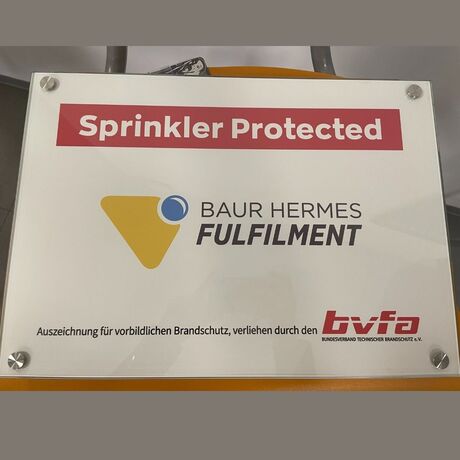 Sprinkler Protected
BAUR HERMES
FULFILMENT
Auszeichnung für vorbildlichen Brandschutz, verliehen durch den bvfa
BUNDESVERBAND TECHNISCHER BRANDSCHUTZ e.V.